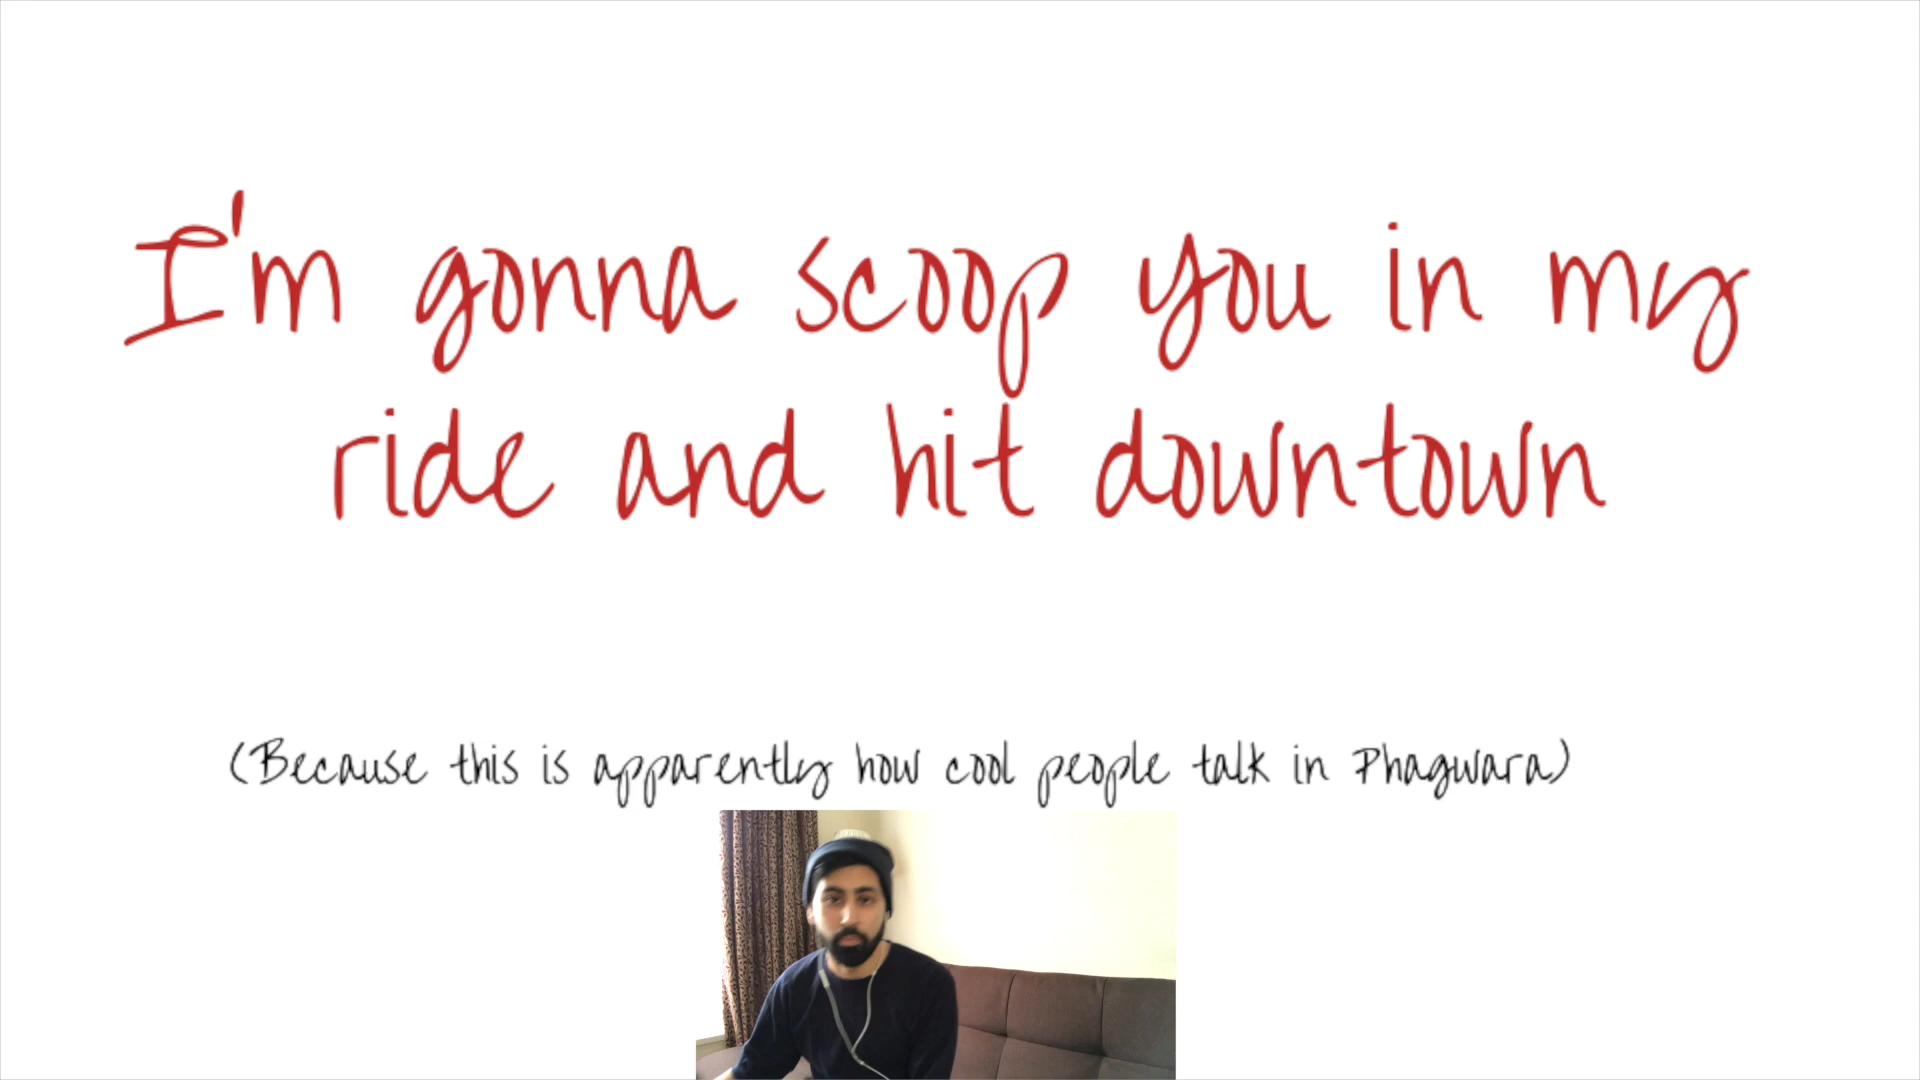 I'm gonna scoop you in my
ride and hit downtown
(Because this is apparently how cool people talk in Phagwara)